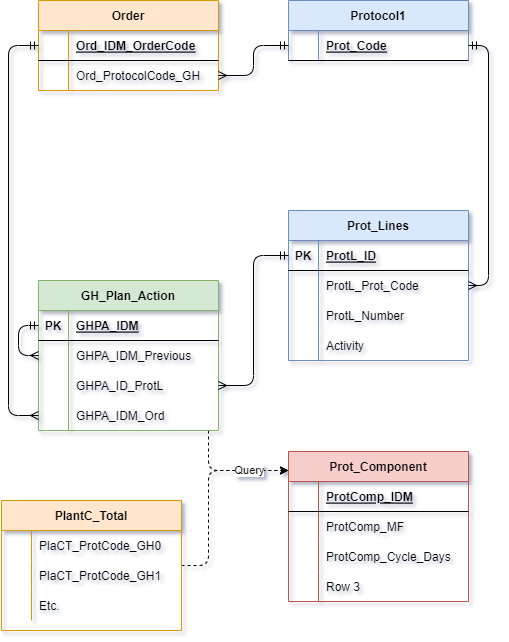 Order
Ord_IDM_OrderCode
Ord_ProtocolCode_GH
Protocol1
Prot_Code
Prot_Lines
PK ProtL_ID
ProtL_Prot_Code
ProtL_Number
Activity
GH_Plan_Action
PK GHPA_IDM
GHPA_IDM_Previous
GHPA_ID_ProtL
GHPA_IDM_Ord
Query
Prot_Component
ProtComp_IDM
ProtComp_MF
ProtComp_Cycle_Days
Row 3
PlantC_Total
PlaCT_ProtCode_GH0
PlaCT_ProtCode_GH1
Etc.